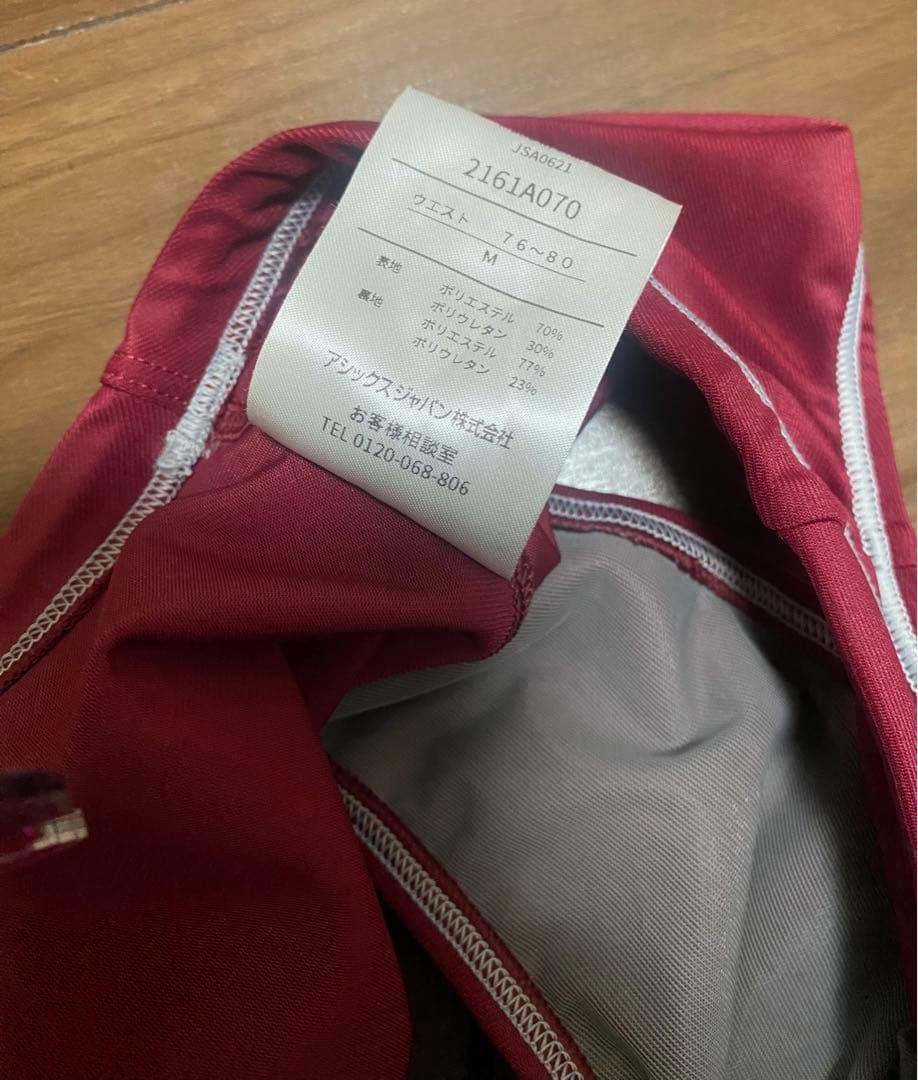 JSA0621
2161A070
ウエスト 76～80
M
表地 ポリエステル 70%
ポリウレタン 30%
裏地 ポリエステル 77%
ポリウレタン 23%
アシックスジャパン株式会社
お客様相談室
TEL 0120-068-806